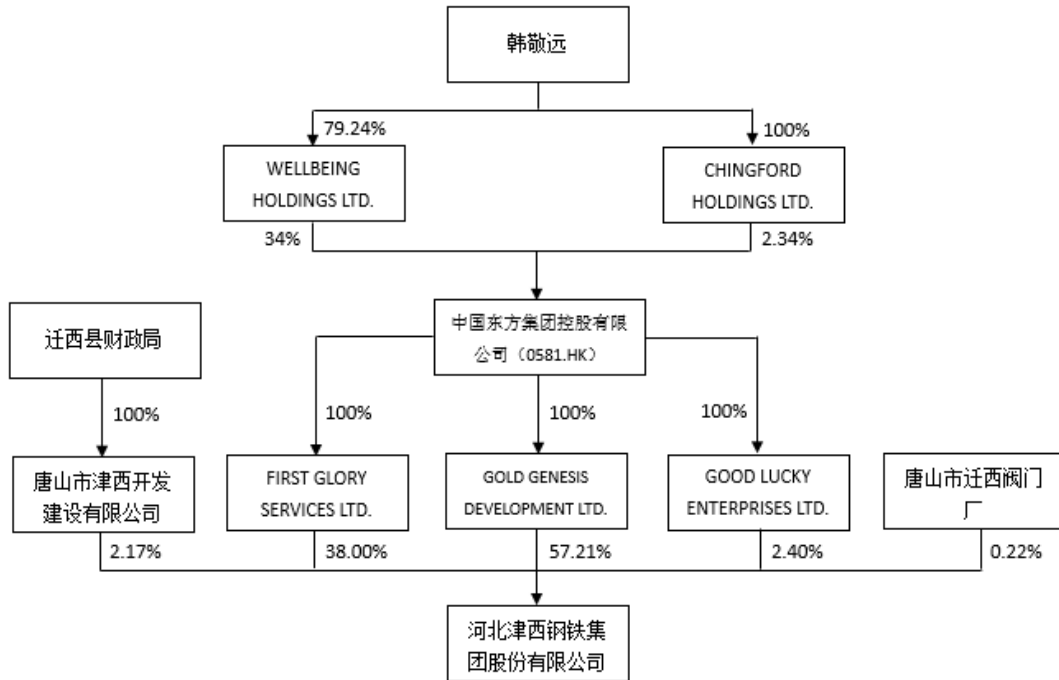 韩敬远
79.24%
100%
WELLBEING
HOLDINGS LTD.
CHINGFORD
HOLDINGS LTD.
34%
2.34%
迁西县财政局
中国东方集团控股有限
公司（0581.HK）
100%
100%
100%
100%
唐山市津西开发
建设有限公司
FIRST GLORY
SERVICES LTD.
GOLD GENESIS
DEVELOPMENT LTD.
GOOD LUCKY
ENTERPRISES LTD.
唐山市迁西阀门
厂
2.17%
38.00%
57.21%
2.40%
0.22%
河北津西钢铁集
团股份有限公司